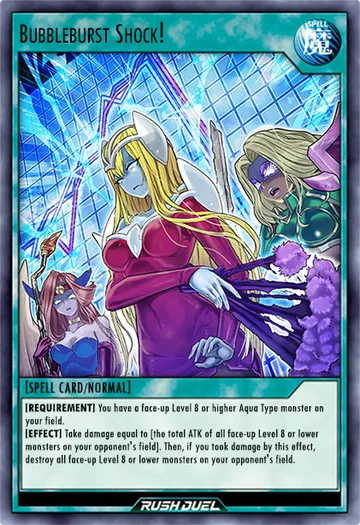 Bubbleburst Shock!
SPELL
魔
[SPELL CARD/NORMAL]
[REQUIREMENT] You have a face-up Level 8 or higher Aqua Type monster on
your field.
[EFFECT] Take damage equal to [the total ATK of all face-up Level 8 or lower
monsters on your opponent's field]. Then, if you took damage by this effect,
destroy all face-up Level 8 or lower monsters on your opponent's field.
RUSH DUEL